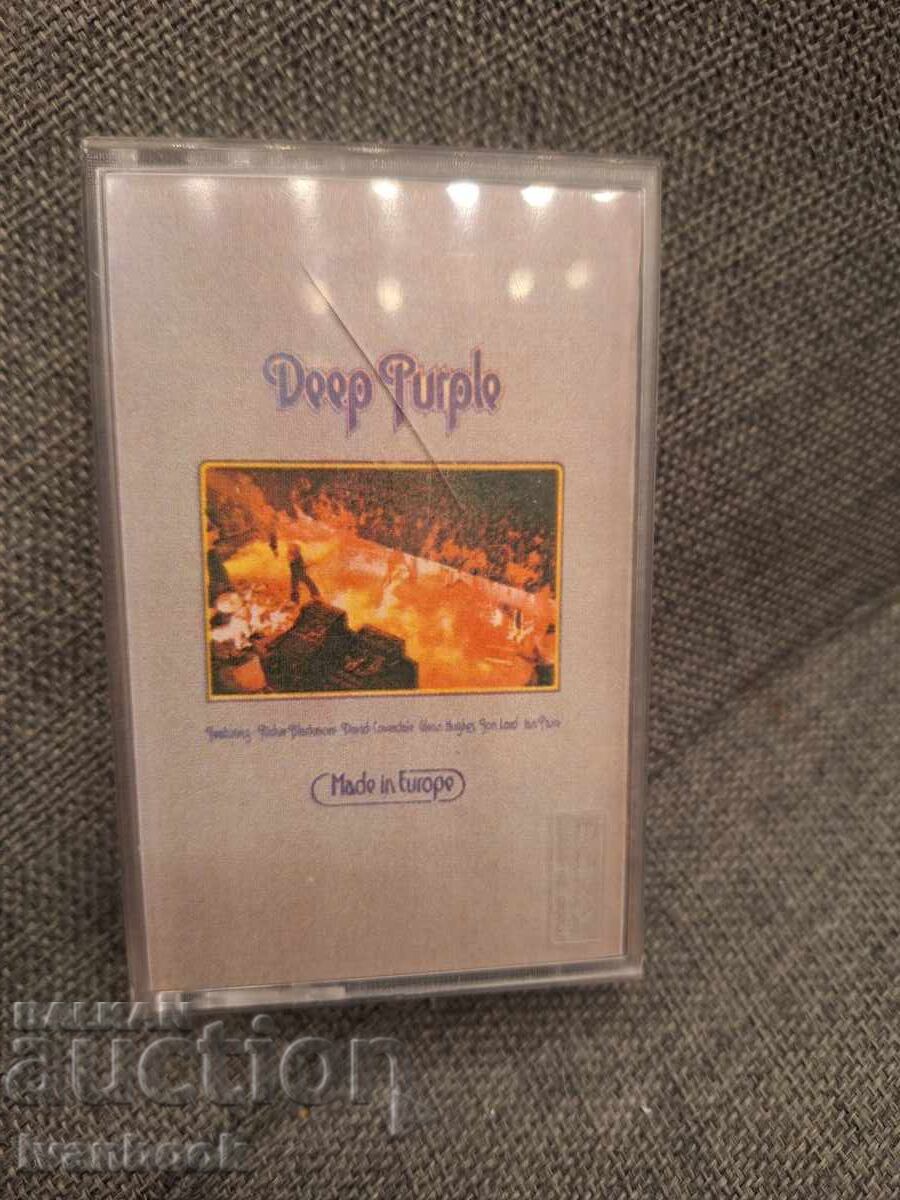 Deep Purple
Featuring Ritchie Blackmore David Coverdale Glenn Hughes Jon Lord Ian Paice
Made in Europe
BALKAN
auction
Ivanbook